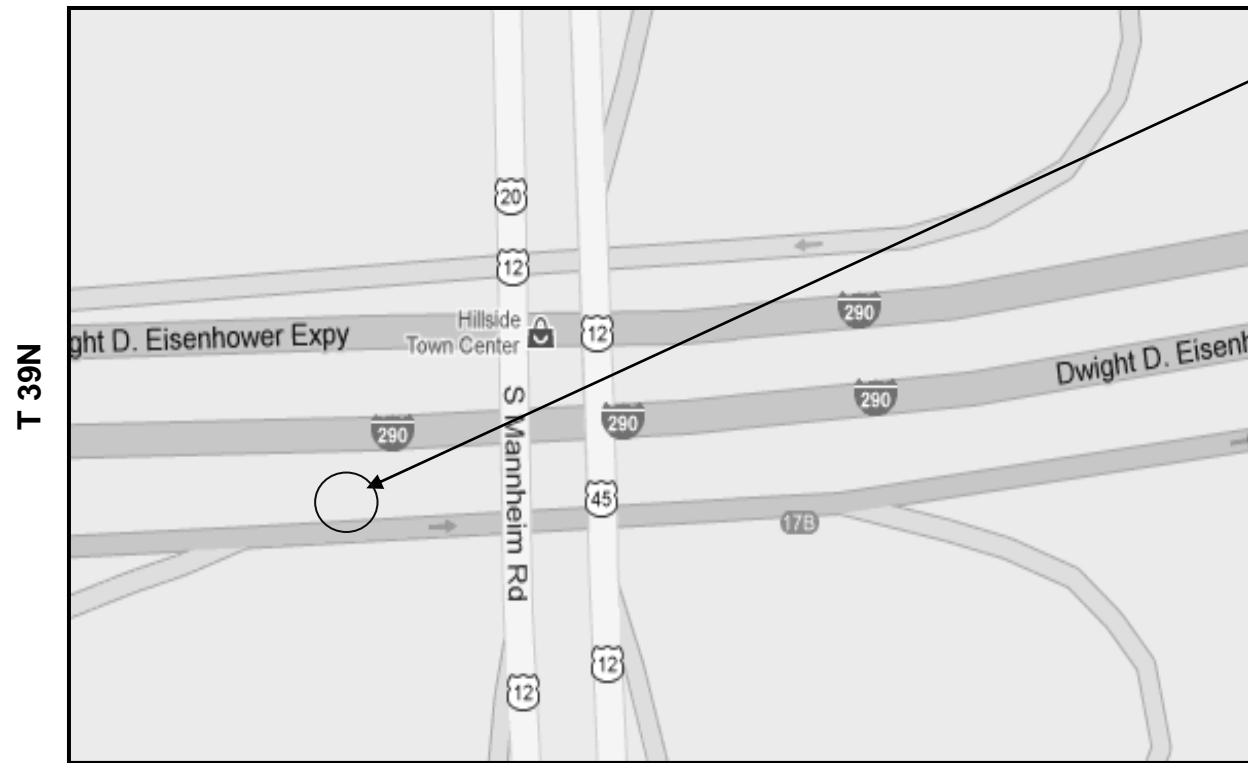 T 39N
20
12
290
Hillside
Town Center
12
ght D. Eisenhower Expy
Dwight D. Eisenh
290
290
290
S Mannheim Rd
45
17B
12
12